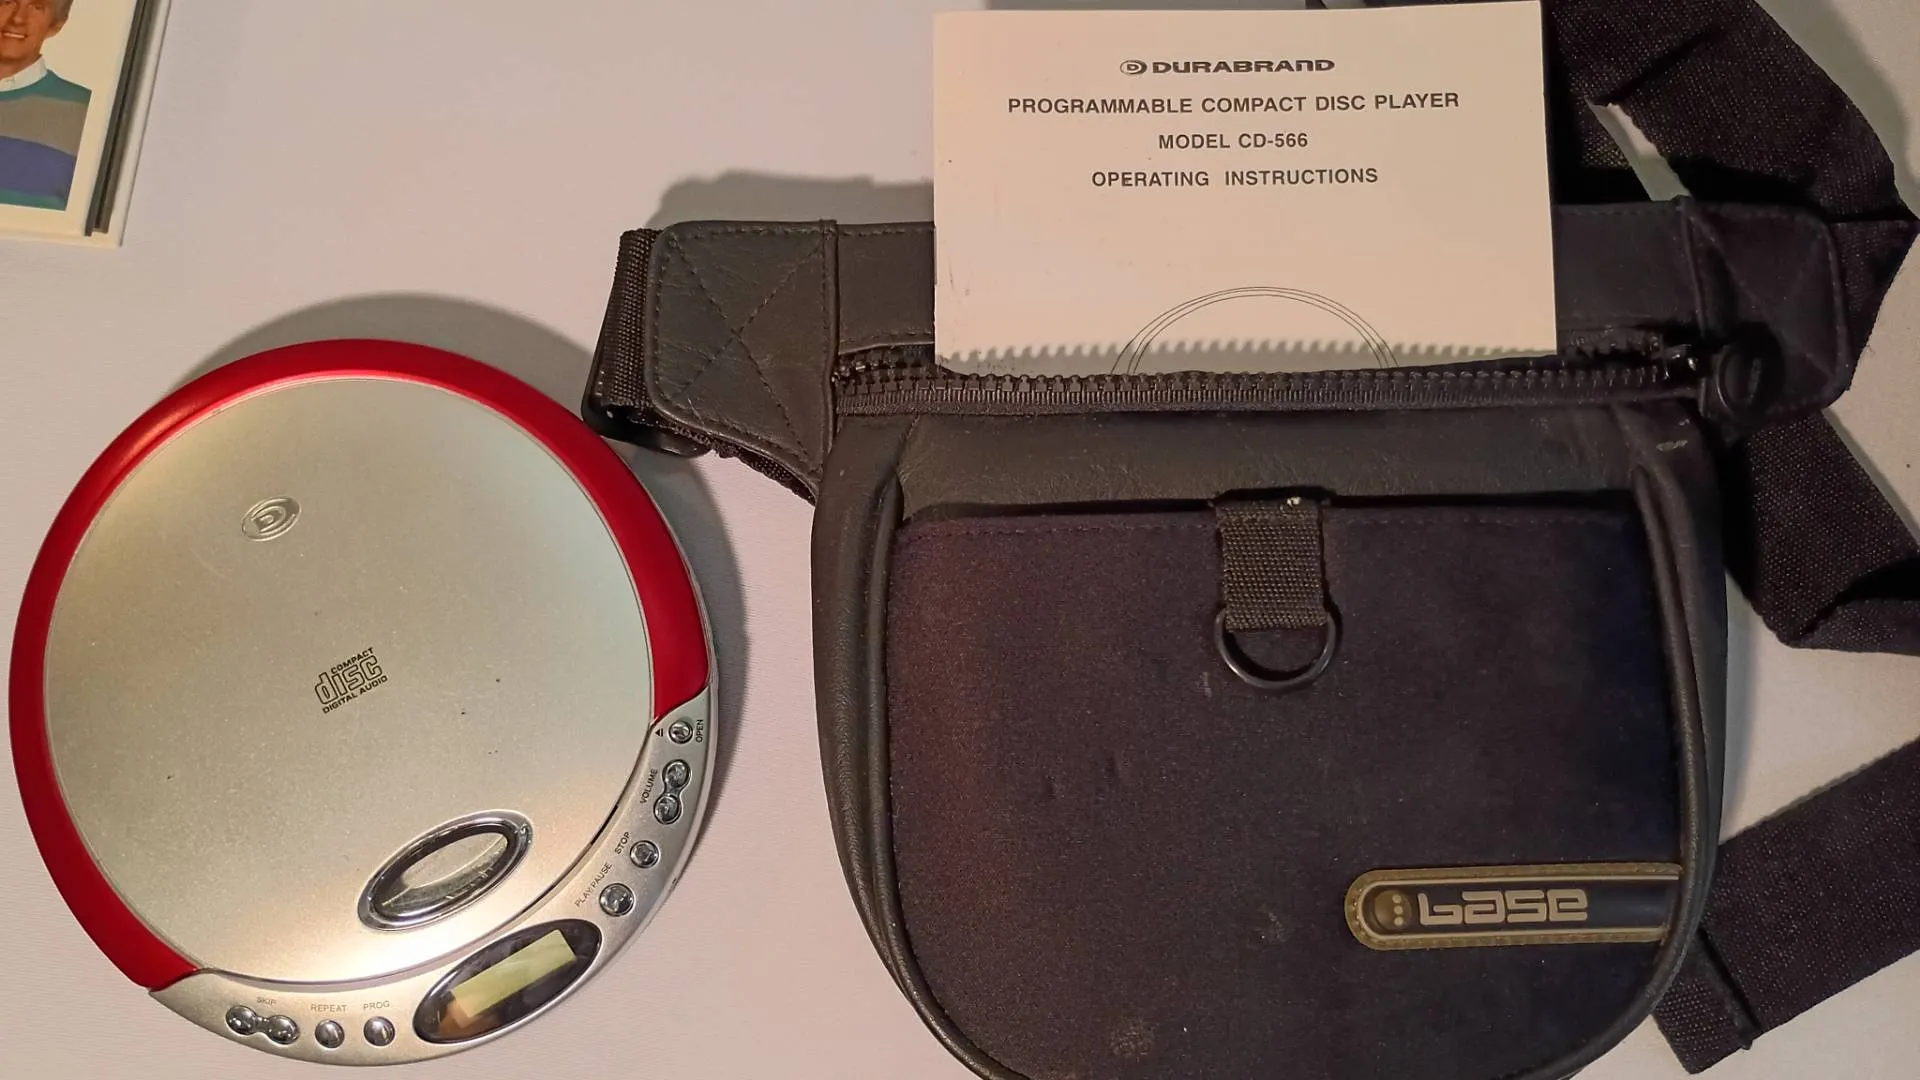 DURABRAND
PROGRAMMABLE COMPACT DISC PLAYER
MODEL CD-566
OPERATING INSTRUCTIONS
D
COMPACT
disc
DIGITAL AUDIO
OPEN
VOLUME
STOP
PLAY/PAUSE
SKIP
REPEAT
PROG
base